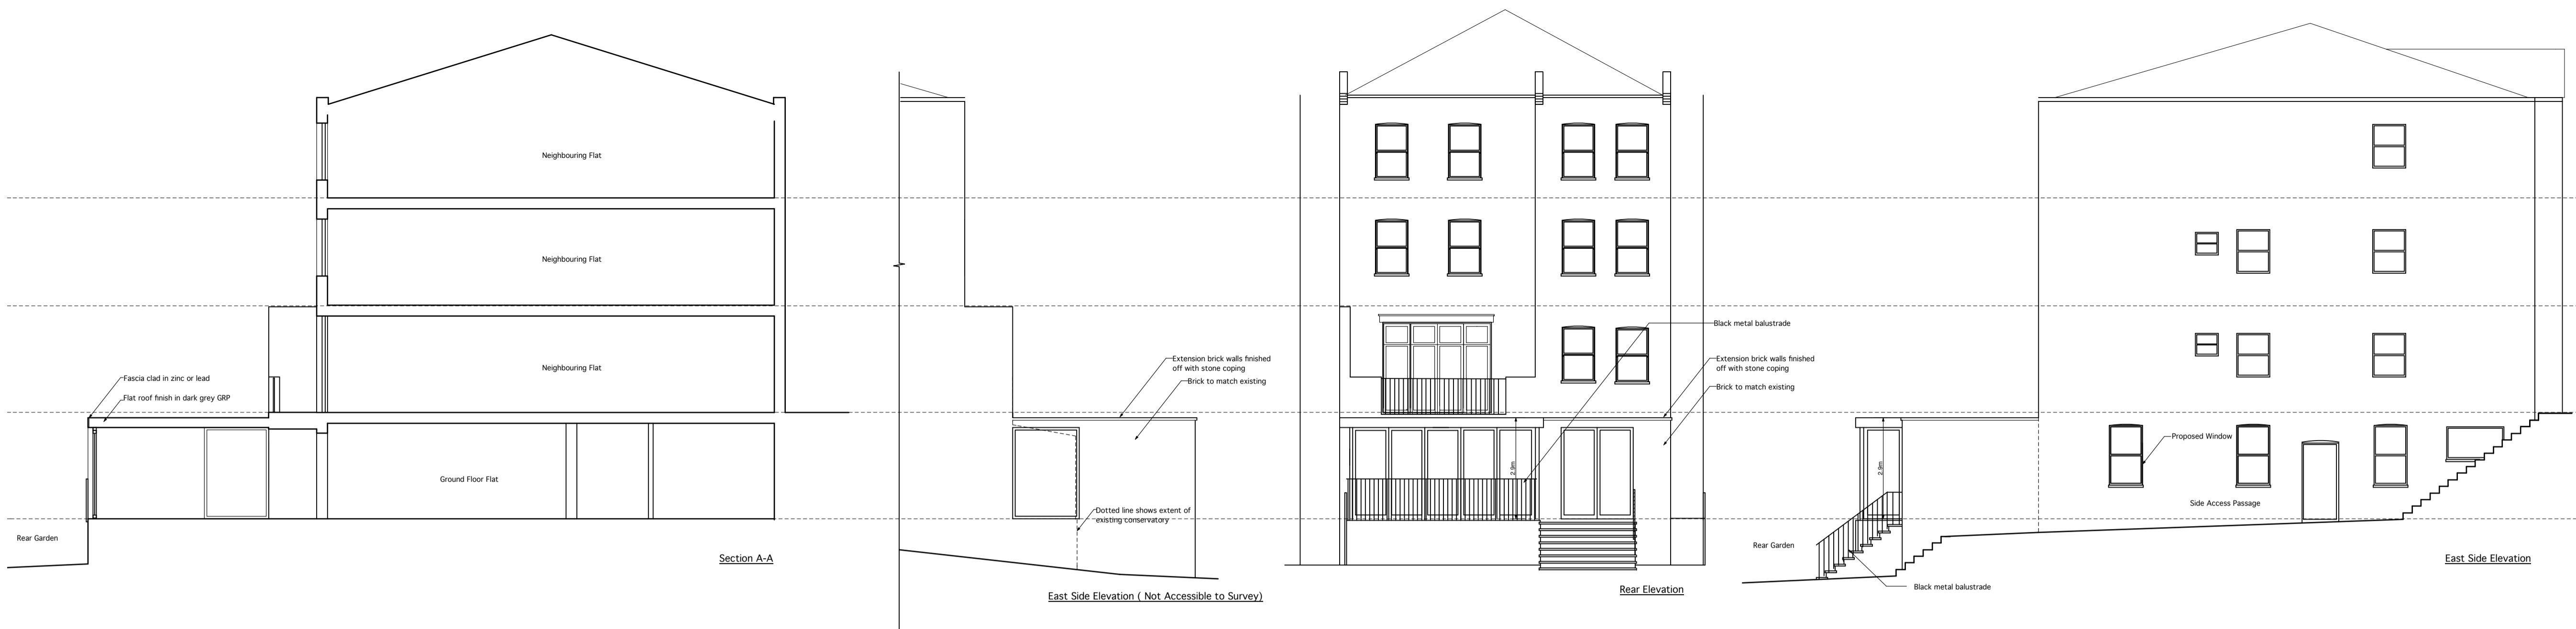 Neighbouring Flat
Neighbouring Flat
Neighbouring Flat
Fascia clad in zinc or lead
Flat roof finish in dark grey GRP
Ground Floor Flat
Rear Garden
Section A-A
Extension brick walls finished
off with stone coping
Brick to match existing
Dotted line shows extent of
existing conservatory
East Side Elevation ( Not Accessible to Survey)
Black metal balustrade
Extension brick walls finished
off with stone coping
Brick to match existing
2.9m
Rear Elevation
2.9m
Proposed Window
Side Access Passage
Rear Garden
Black metal balustrade
East Side Elevation